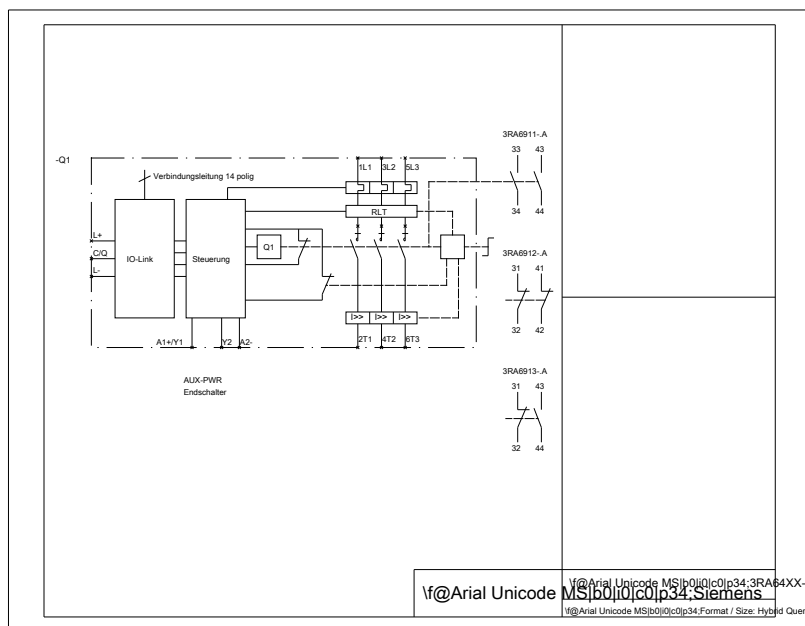 3RA6911-.A
33 43
34 44
-Q1
Verbindungsleitung 14 polig
1L1 3L2 5L3
RLT
L+
C/Q
L-
IO-Link
Steuerung
Q1
I>> I>> I>>
A1+/Y1 Y2 A2-
2T1 4T2 6T3
AUX-PWR
Endschalter
3RA6912-.A
31 41
32 42
3RA6913-.A
31 43
32 44
\f@Arial Unicode MS|b0|i0|c0|p34;Siemens
\f@Arial Unicode MS|b0|i0|c0|p34;3RA64XX-
\f@Arial Unicode MS|b0|i0|c0|p34;Format / Size: Hybrid Quer